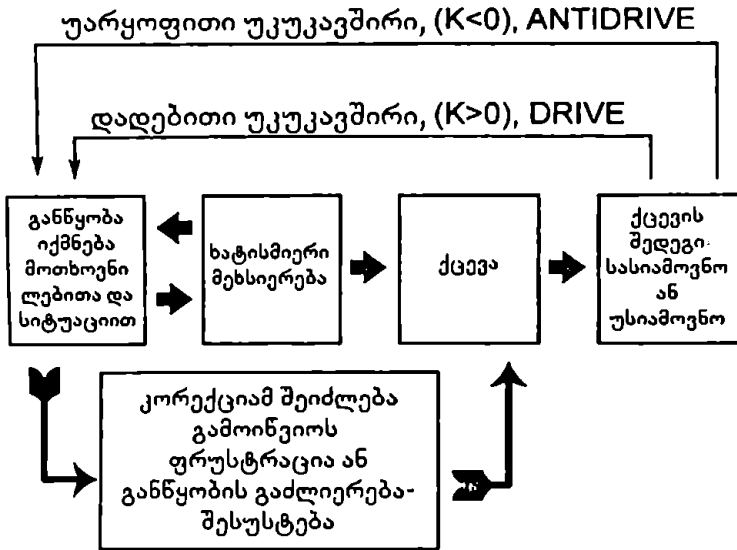 უარყოფითი უკუკავშირი, (K<0), ANTIDRIVE
დადებითი უკუკავშირი, (K>0), DRIVE
განწყობა
იქმნება
მოთხოვნი
ლებითა და
სიტუაციით
ხატისმიერი
მეხსიერება
ქცევა
ქცევის
შედეგი·
სასიამოვნო
ან
უსიამოვნო
კორექციამ შეიძლება
გამოიწვიოს
ფრუსტრაცია ან
განწყობის გაძლიერება-
შესუსტება